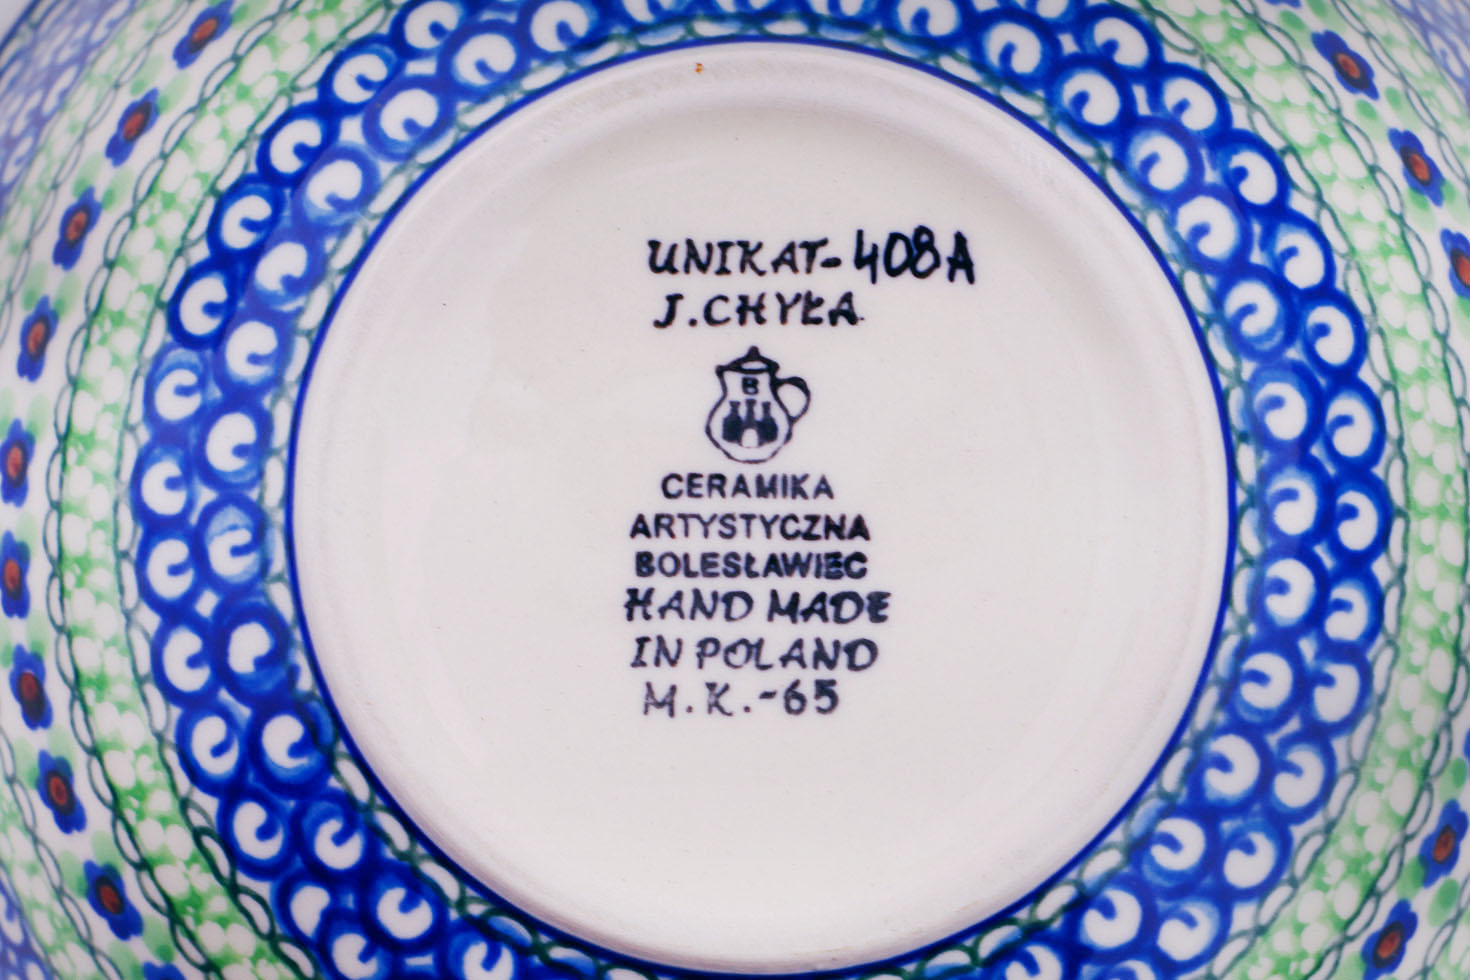 UNIKAT-408A
J.CHYŁA
B
CERAMIKA
ARTYSTYCZNA
BOLESŁAWIEC
HAND MADE
IN POLAND
M.K.-65